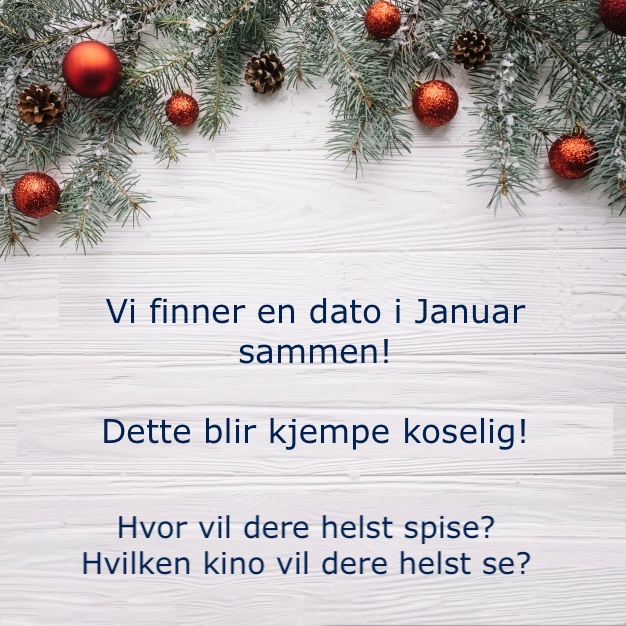 Vi finner en dato i Januar
sammen!
Dette blir kjempe koselig!
Hvor vil dere helst spise?
Hvilken kino vil dere helst se?